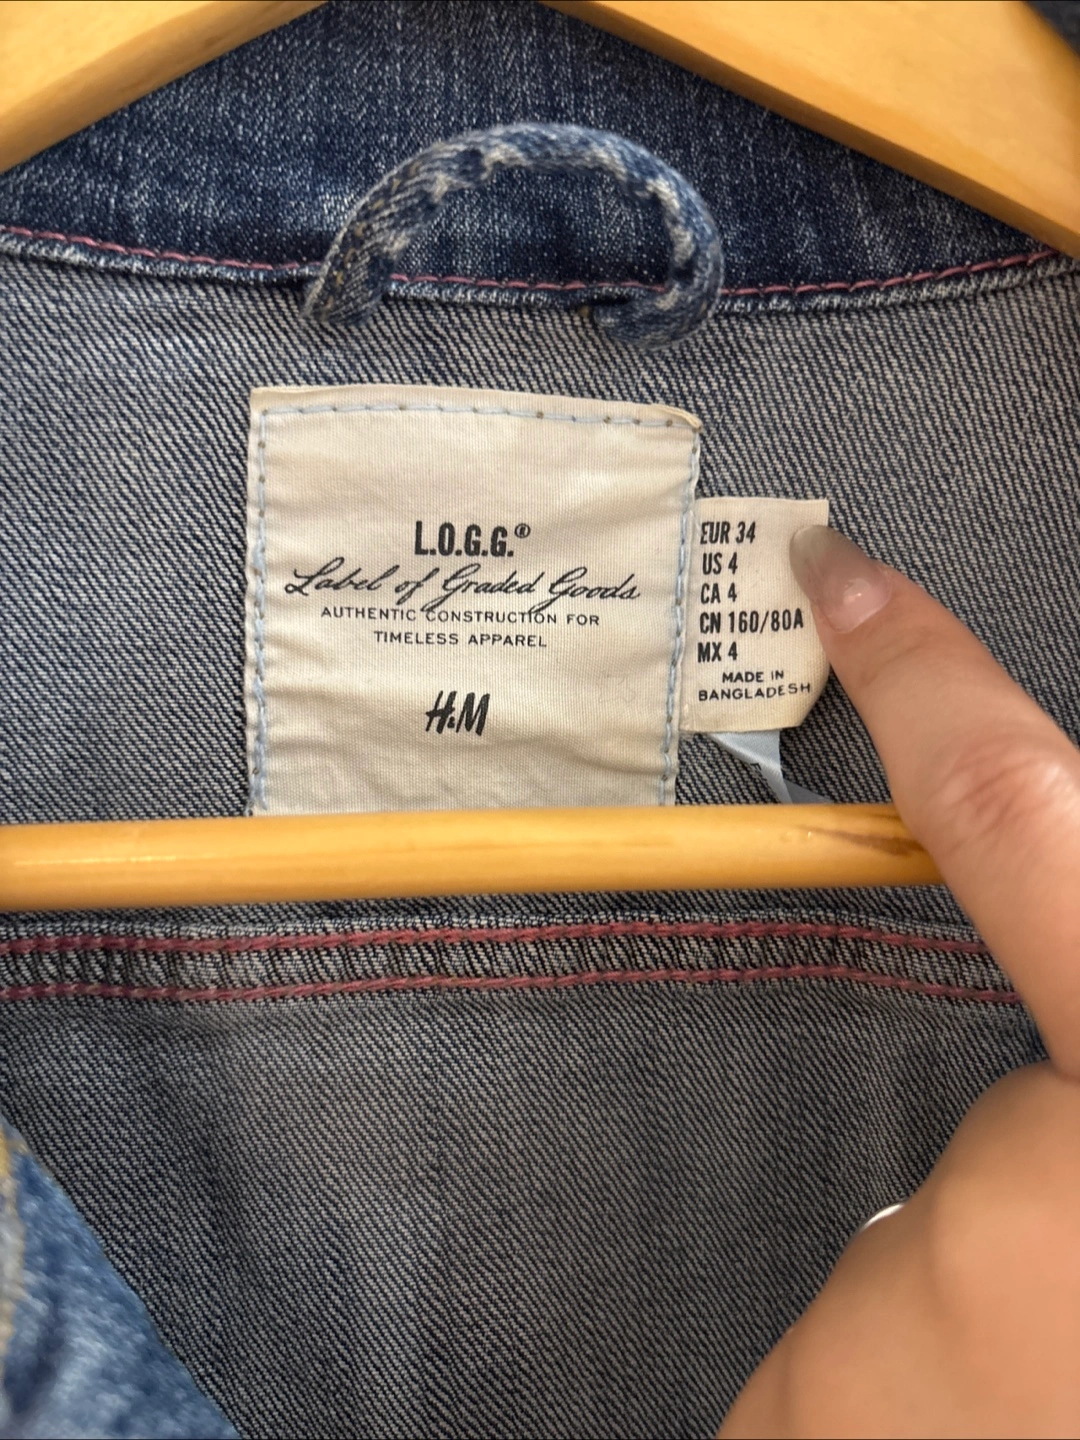 L.O.G.G.®
Label of Graded Goods
AUTHENTIC CONSTRUCTION FOR
TIMELESS APPAREL
H&M
EUR 34
US 4
CA 4
CN 160/80A
MX 4
MADE IN
BANGLADESH